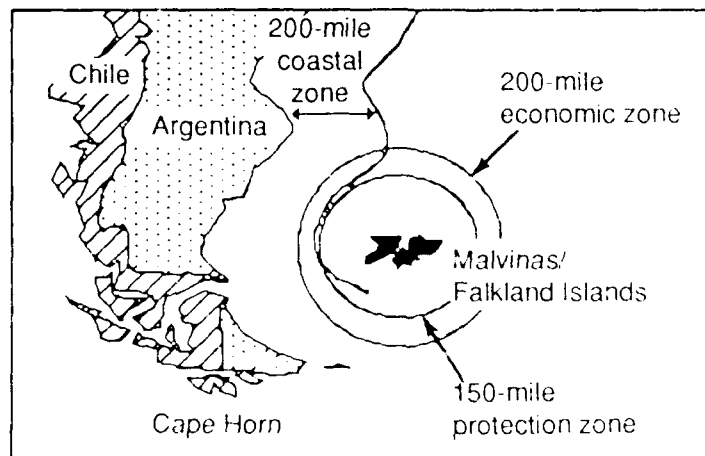 200-mile
coastal
zone
Chile
Argentina
200-mile
economic zone
Malvinas/
Falkland Islands
150-mile
protection zone
Cape Horn